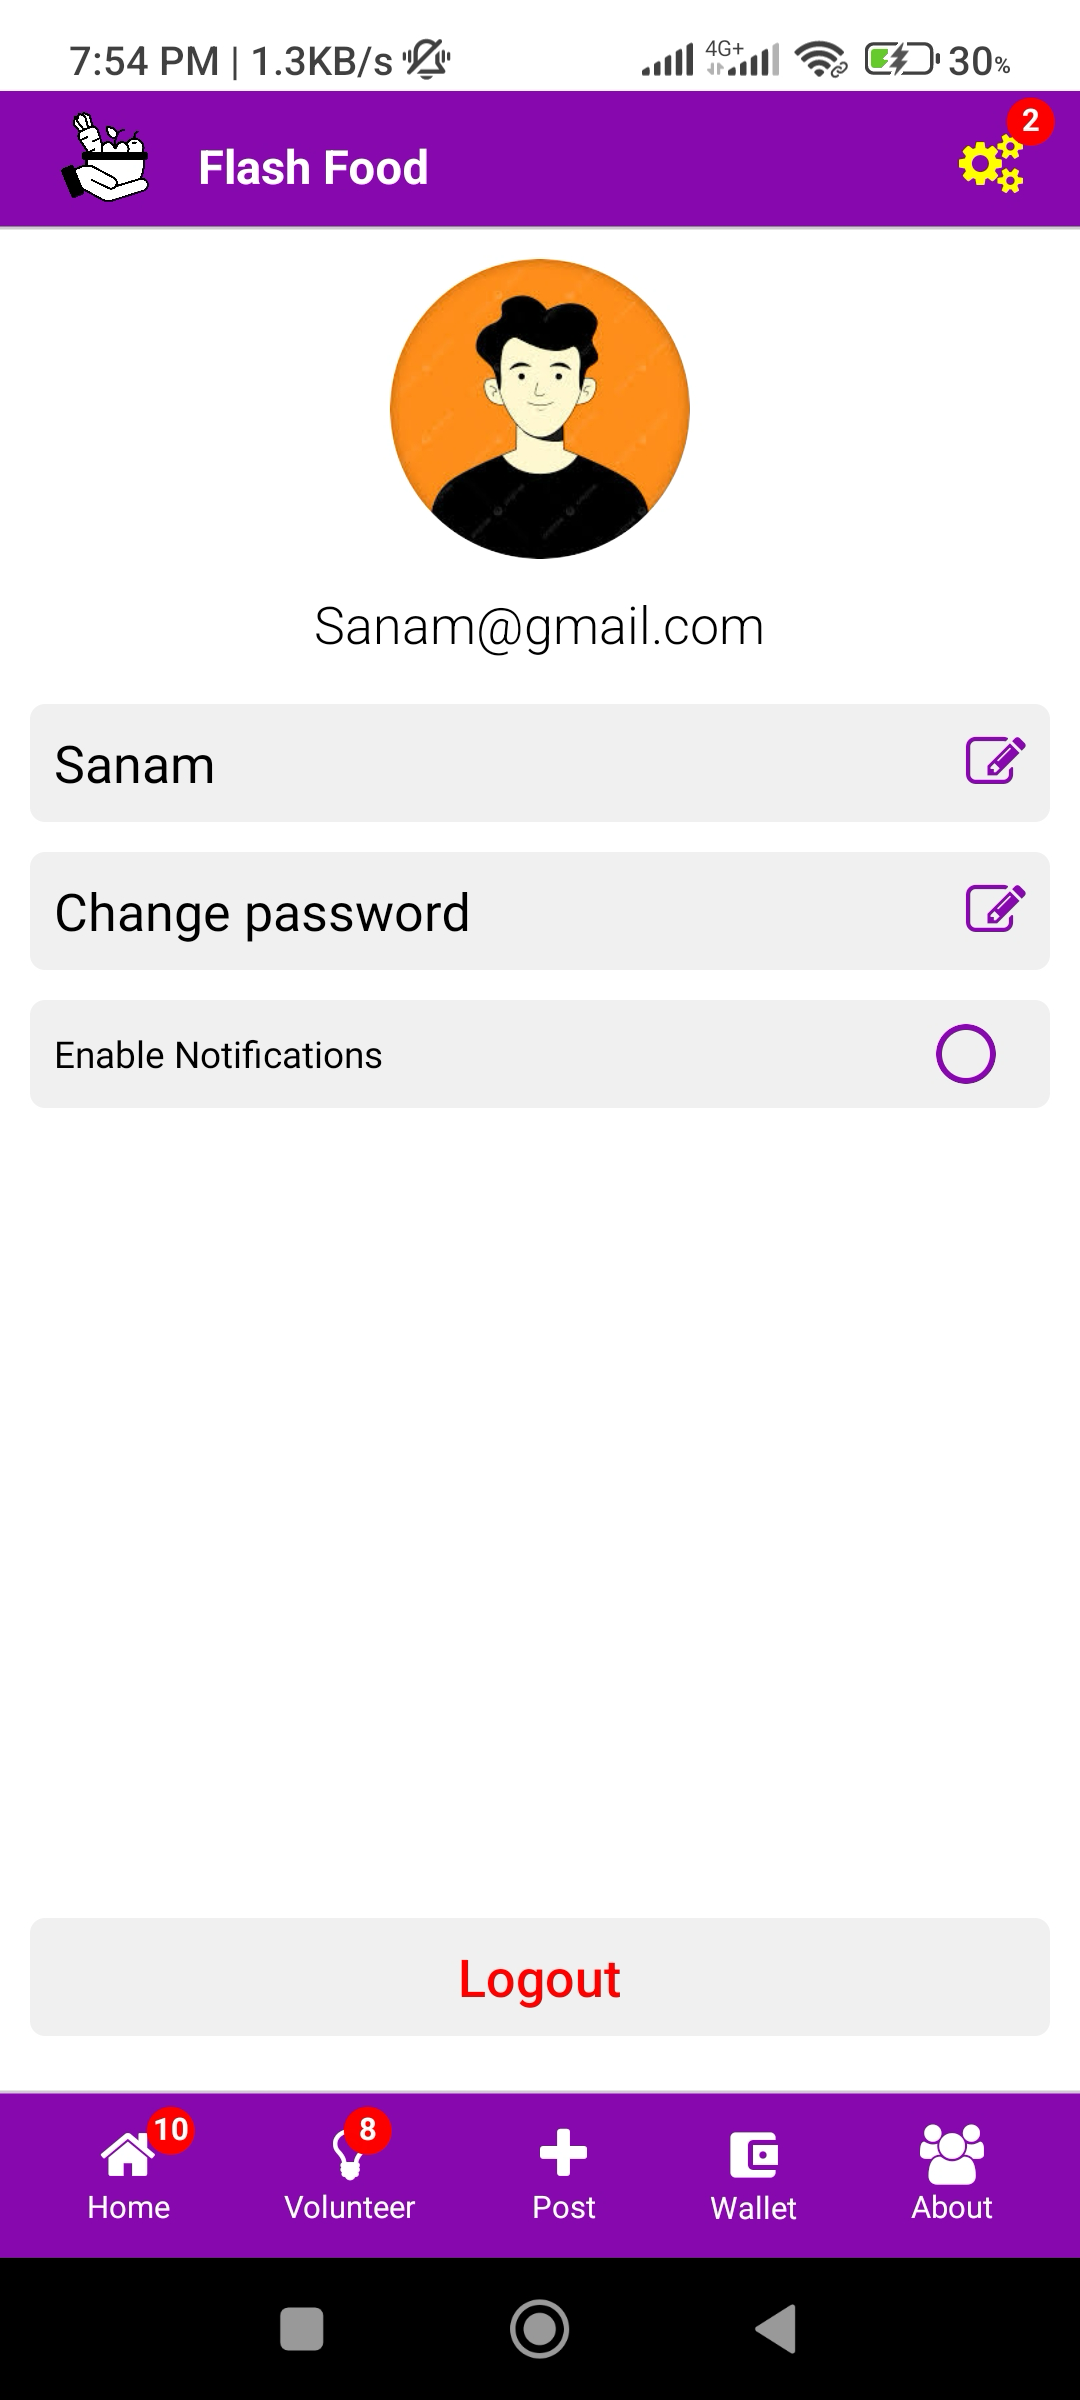 7:54 PM | 1.3KB/s 4G+ 30%
2
Flash Food
Sanam@gmail.com
Sanam
Change password
Enable Notifications
Logout
10 8
Home Volunteer Post Wallet About